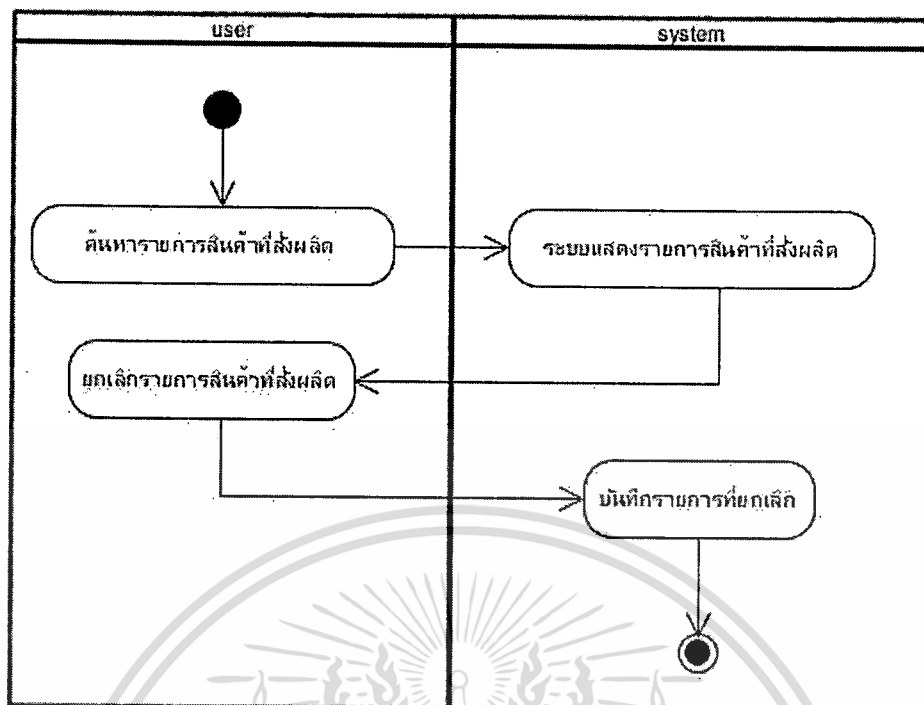 user
system
ค้นหารายการสินค้าที่สั่งผลิต
ระบบแสดงรายการสินค้าที่สั่งผลิต
ยกเลิกรายการสินค้าที่สั่งผลิต
บันทึกรายการที่ยกเลิก